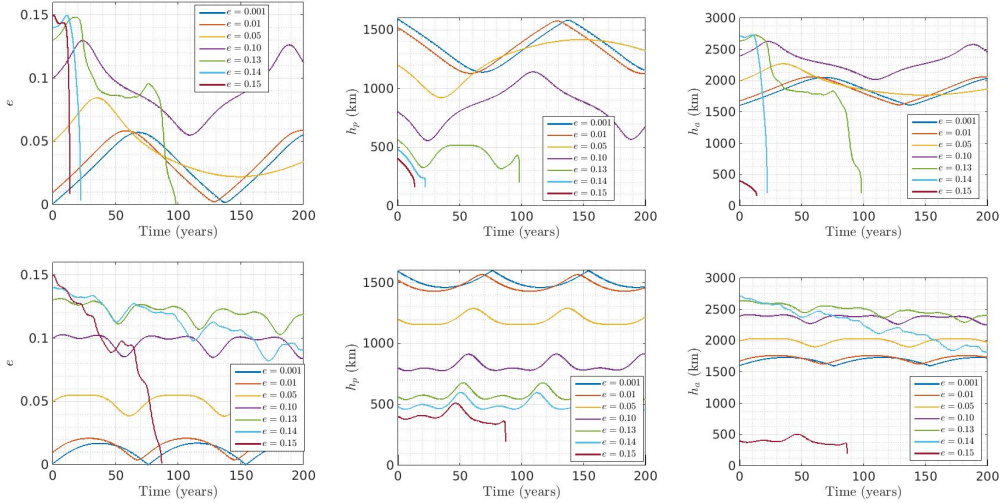 0.15
0.1
0.05
0
e
0 50 100 150 200
Time (years)
e = 0.001
e = 0.01
e = 0.05
e = 0.10
e = 0.13
e = 0.14
e = 0.15
1500
1000
500
0
h_p (km)
0 50 100 150 200
Time (years)
e = 0.001
e = 0.01
e = 0.05
e = 0.10
e = 0.13
e = 0.14
e = 0.15
3000
2500
2000
1500
1000
500
0
h_a (km)
0 50 100 150 200
Time (years)
e = 0.001
e = 0.01
e = 0.05
e = 0.10
e = 0.13
e = 0.14
e = 0.15
0.15
0.1
0.05
0
e
0 50 100 150 200
Time (years)
e = 0.001
e = 0.01
e = 0.05
e = 0.10
e = 0.13
e = 0.14
e = 0.15
1500
1000
500
0
h_p (km)
0 50 100 150 200
Time (years)
e = 0.001
e = 0.01
e = 0.05
e = 0.10
e = 0.13
e = 0.14
e = 0.15
3000
2500
2000
1500
1000
500
0
h_a (km)
0 50 100 150 200
Time (years)
e = 0.001
e = 0.01
e = 0.05
e = 0.10
e = 0.13
e = 0.14
e = 0.15